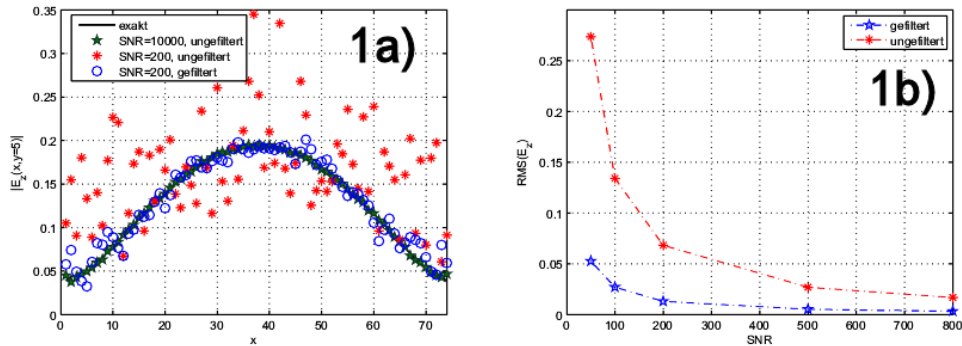 exakt
SNR=10000, ungefiltert
SNR=200, ungefiltert
SNR=200, gefiltert
1a)
0.35
0.3
0.25
0.2
0.15
0.1
0.05
0
|E_z(x,y=5)|
0 10 20 30 40 50 60 70
x
gefiltert
ungefiltert
1b)
0.25
0.2
0.15
0.1
0.05
0
RMS(E_z)
0 100 200 300 400 500 600 700 800
SNR